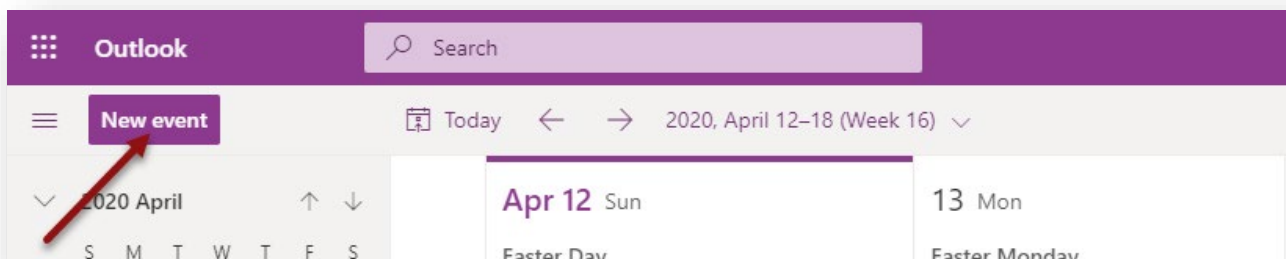 Outlook
Search
New event
Today
2020, April 12–18 (Week 16)
2020 April
S M T W T F S
Apr 12 Sun
13 Mon
Easter Day
Easter Monday